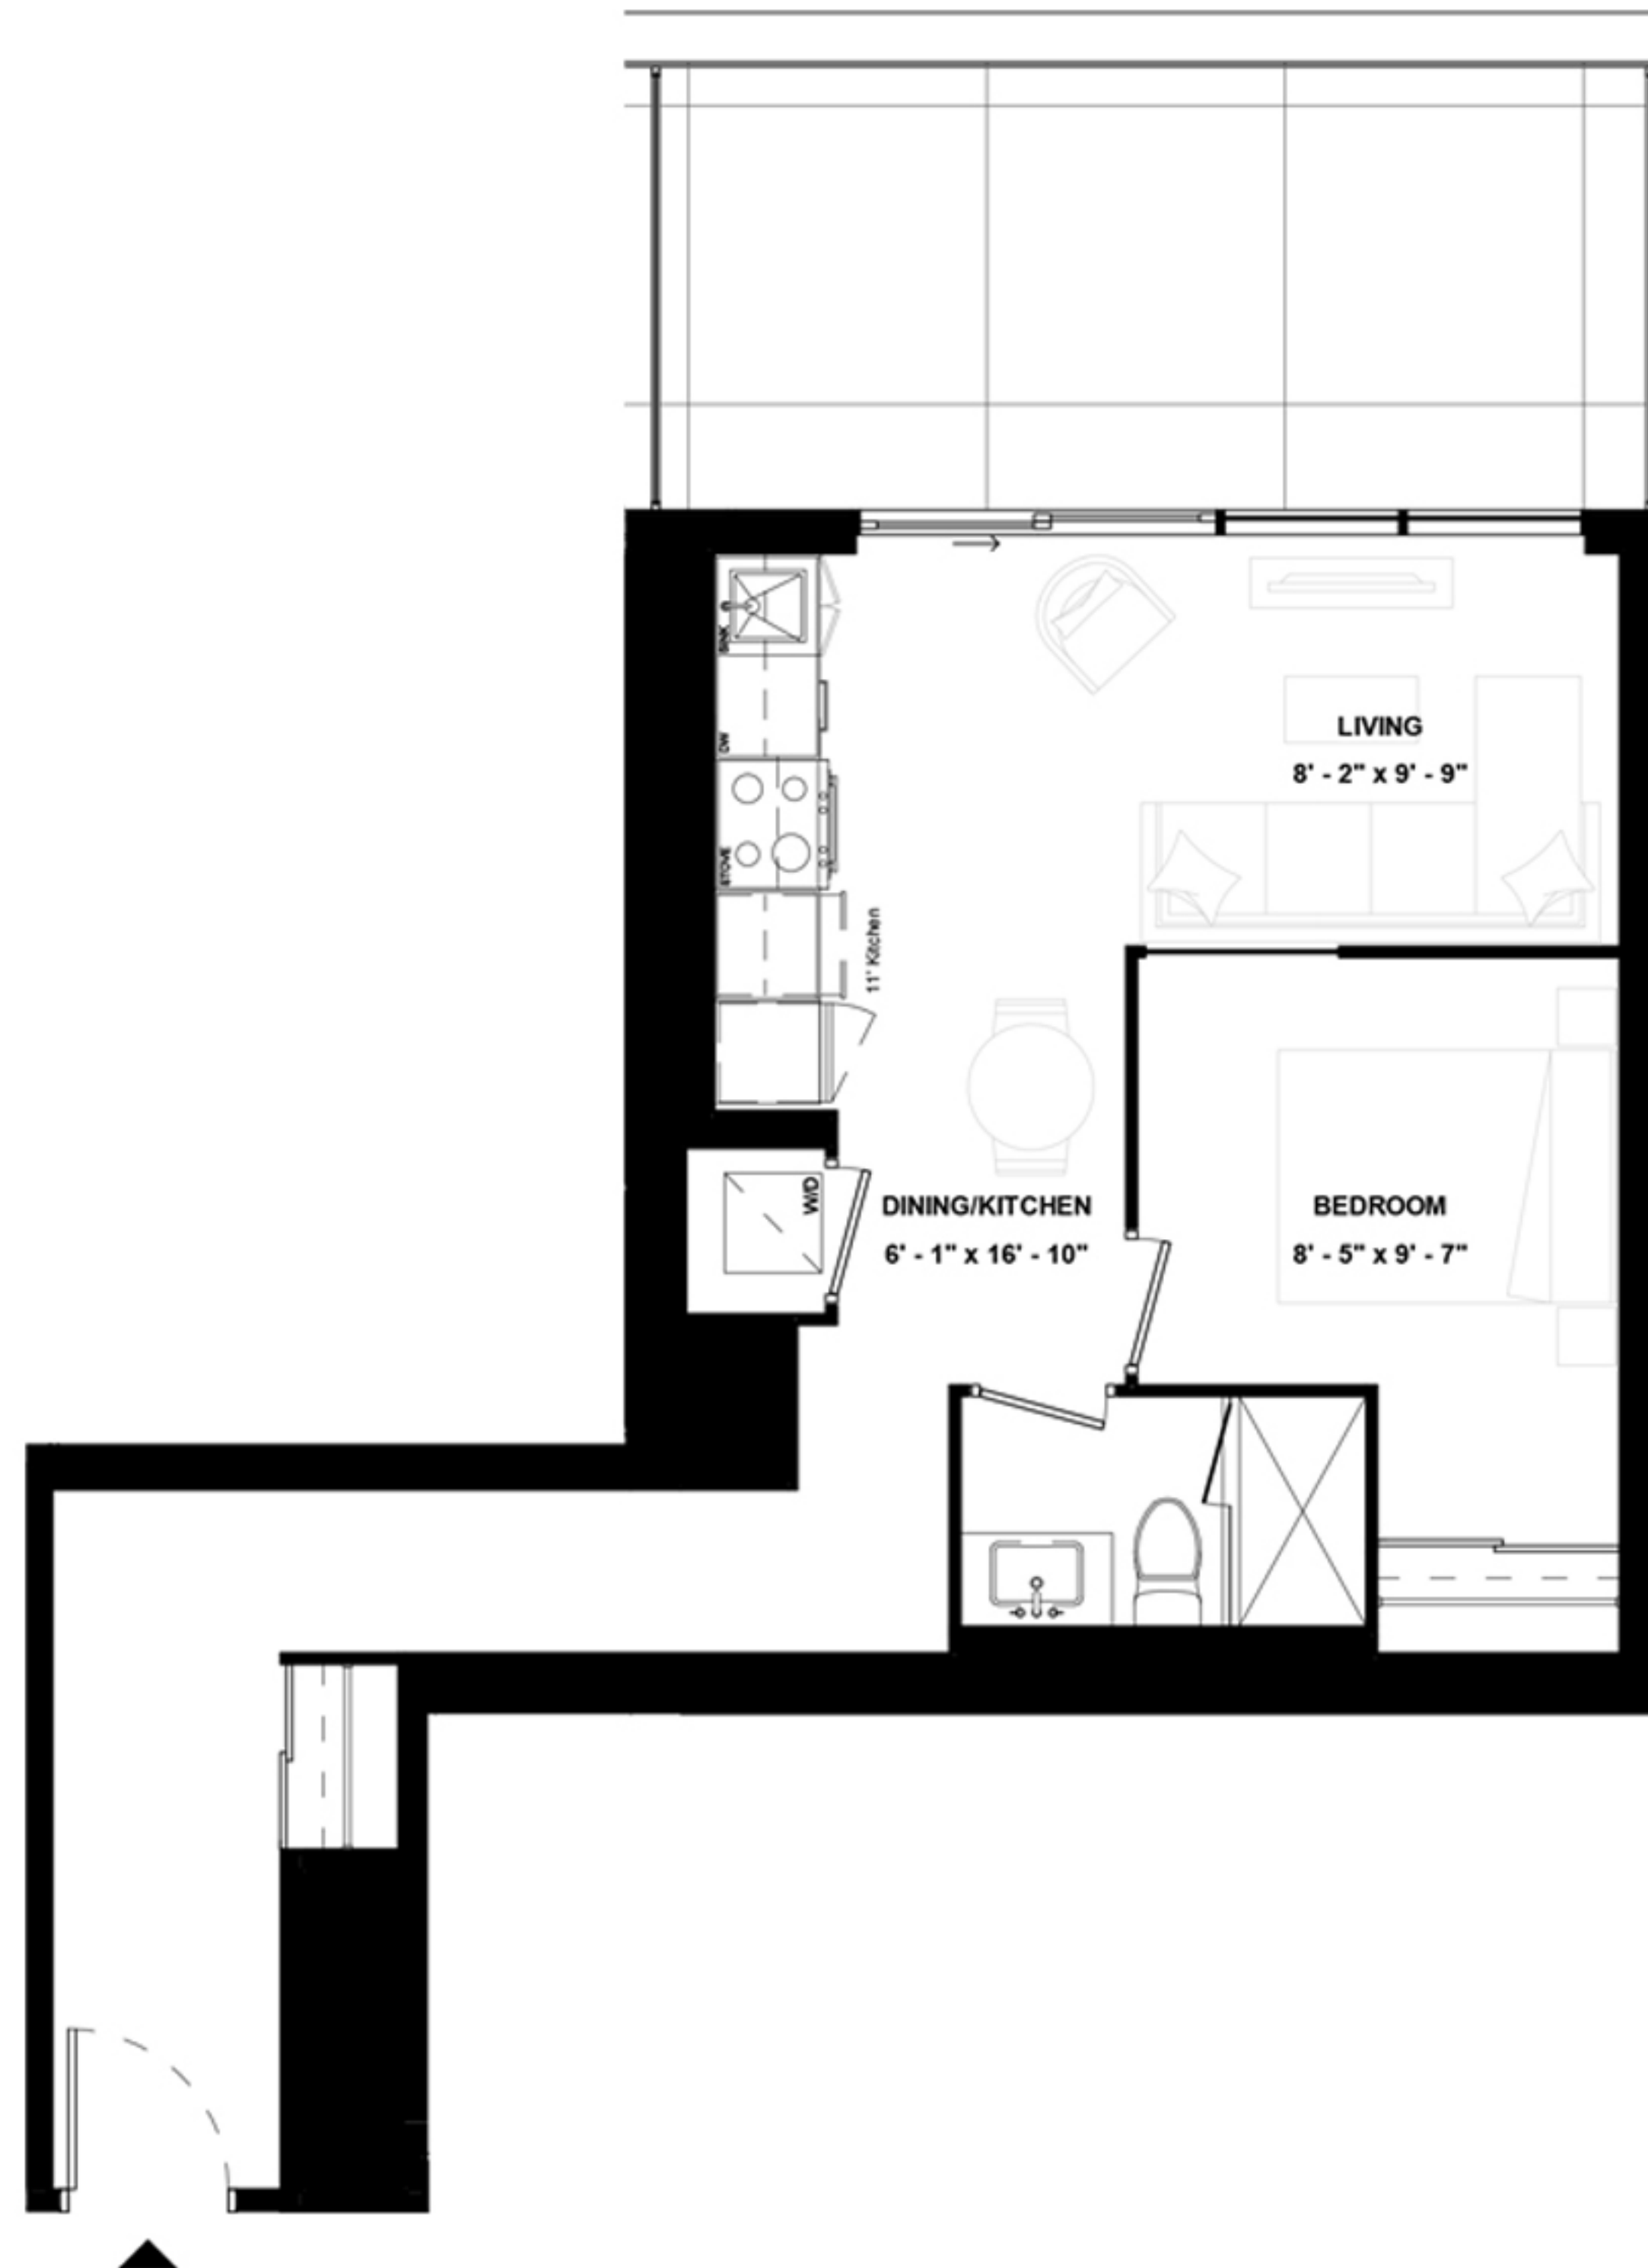 SINK
DW
STOVE
11' Kitchen
LIVING
8' - 2" x 9' - 9"
W/D
DINING/KITCHEN
6' - 1" x 16' - 10"
BEDROOM
8' - 5" x 9' - 7"